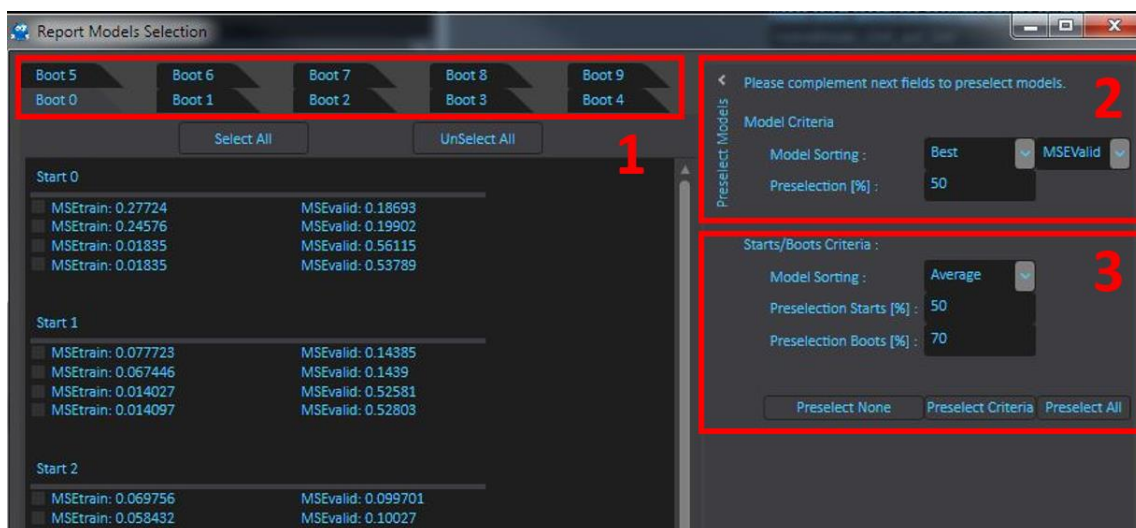 Report Models Selection
Boot 5 Boot 6 Boot 7 Boot 8 Boot 9
Boot 0 Boot 1 Boot 2 Boot 3 Boot 4
Select All UnSelect All
1
Start 0
MSEtrain: 0.27724 MSEvalid: 0.18693
MSEtrain: 0.24576 MSEvalid: 0.19902
MSEtrain: 0.01835 MSEvalid: 0.56115
MSEtrain: 0.01835 MSEvalid: 0.53789
Start 1
MSEtrain: 0.077723 MSEvalid: 0.14385
MSEtrain: 0.067446 MSEvalid: 0.1439
MSEtrain: 0.014027 MSEvalid: 0.52581
MSEtrain: 0.014097 MSEvalid: 0.52803
Start 2
MSEtrain: 0.069756 MSEvalid: 0.099701
MSEtrain: 0.058432 MSEvalid: 0.10027
Preselect Models
Please complement next fields to preselect models.
2
Model Criteria
Model Sorting : Best MSEValid
Preselection [%] : 50
Starts/Boots Criteria :
3
Model Sorting : Average
Preselection Starts [%] : 50
Preselection Boots [%] : 70
Preselect None Preselect Criteria Preselect All